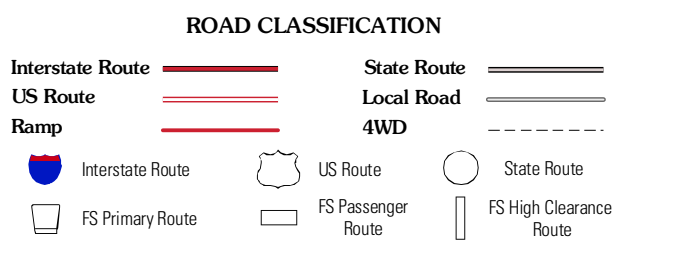 ROAD CLASSIFICATION
Interstate Route
State Route
US Route
Local Road
Ramp
4WD
Interstate Route
US Route
State Route
FS Primary Route
FS Passenger
Route
FS High Clearance
Route